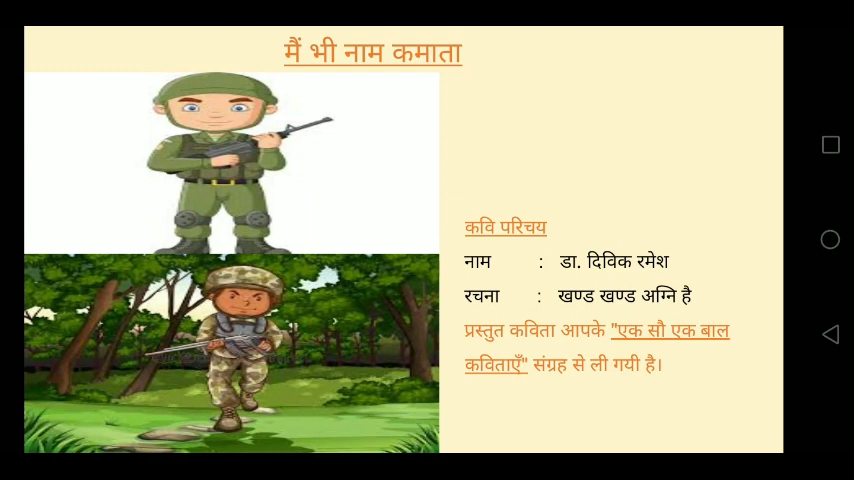 मैं भी नाम कमाता
कवि परिचय
नाम : डा. दिविक रमेश
रचना : खण्ड खण्ड अग्नि है
प्रस्तुत कविता आपके "एक सौ एक बाल
कविताएँ" संग्रह से ली गयी है।